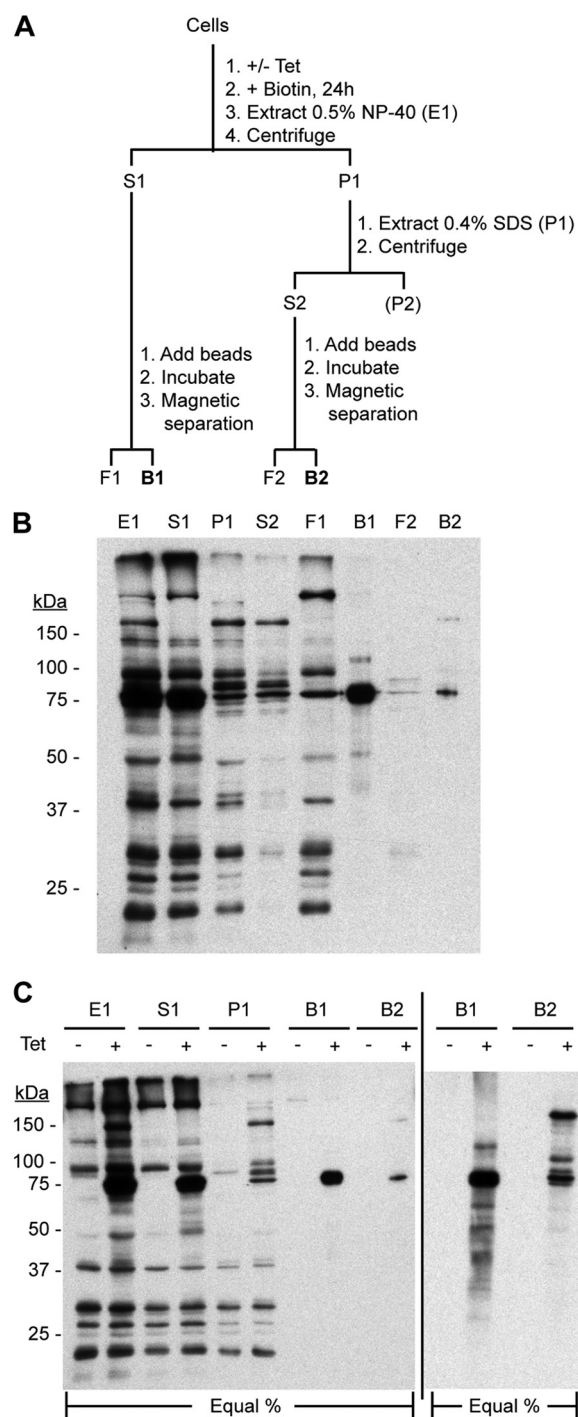 A
Cells
1. +/- Tet
2. + Biotin, 24h
3. Extract 0.5% NP-40 (E1)
4. Centrifuge
S1 P1
1. Extract 0.4% SDS (P1)
2. Centrifuge
S2 (P2)
1. Add beads
2. Incubate
3. Magnetic
separation
1. Add beads
2. Incubate
3. Magnetic
separation
F1 B1 F2 B2
B
E1 S1 P1 S2 F1 B1 F2 B2
kDa
150 -
100 -
75 -
50 -
37 -
25 -
C
E1 S1 P1 B1 B2 B1 B2
Tet - + - + - + - + - + - + - +
kDa
150 -
100 -
75 -
50 -
37 -
25 -
Equal % Equal %